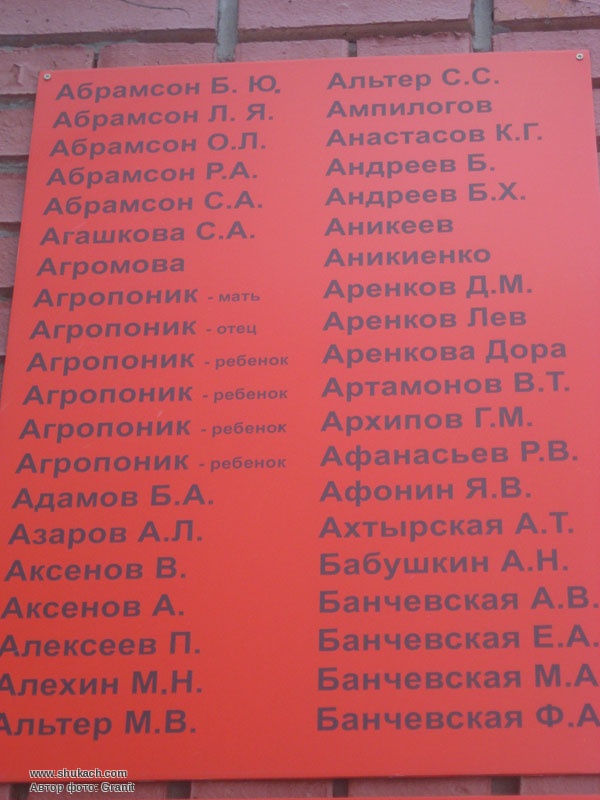 Абрамсон Б. Ю.
Абрамсон Л. Я.
Абрамсон О.Л.
Абрамсон Р.А.
Абрамсон С.А.
Агашкова С.А.
Агромова
Агропоник - мать
Агропоник - отец
Агропоник - ребенок
Агропоник - ребенок
Агропоник - ребенок
Агропоник - ребенок
Адамов Б.А.
Азаров А.Л.
Аксенов В.
Аксенов А.
Алексеев П.
Алехин М.Н.
Альтер М.В.
Альтер С.С.
Ампилогов
Анастасов К.Г.
Андреев Б.
Андреев Б.Х.
Аникеев
Аникиенко
Аренков Д.М.
Аренков Лев
Аренкова Дора
Артамонов В.Т.
Архипов Г.М.
Афанасьев Р.В.
Афонин Я.В.
Ахтырская А.Т.
Бабушкин А.Н.
Банчевская А.В.
Банчевская Е.А.
Банчевская М.А
Банчевская Ф.А
www.shukach.com
Автор фото: Granit